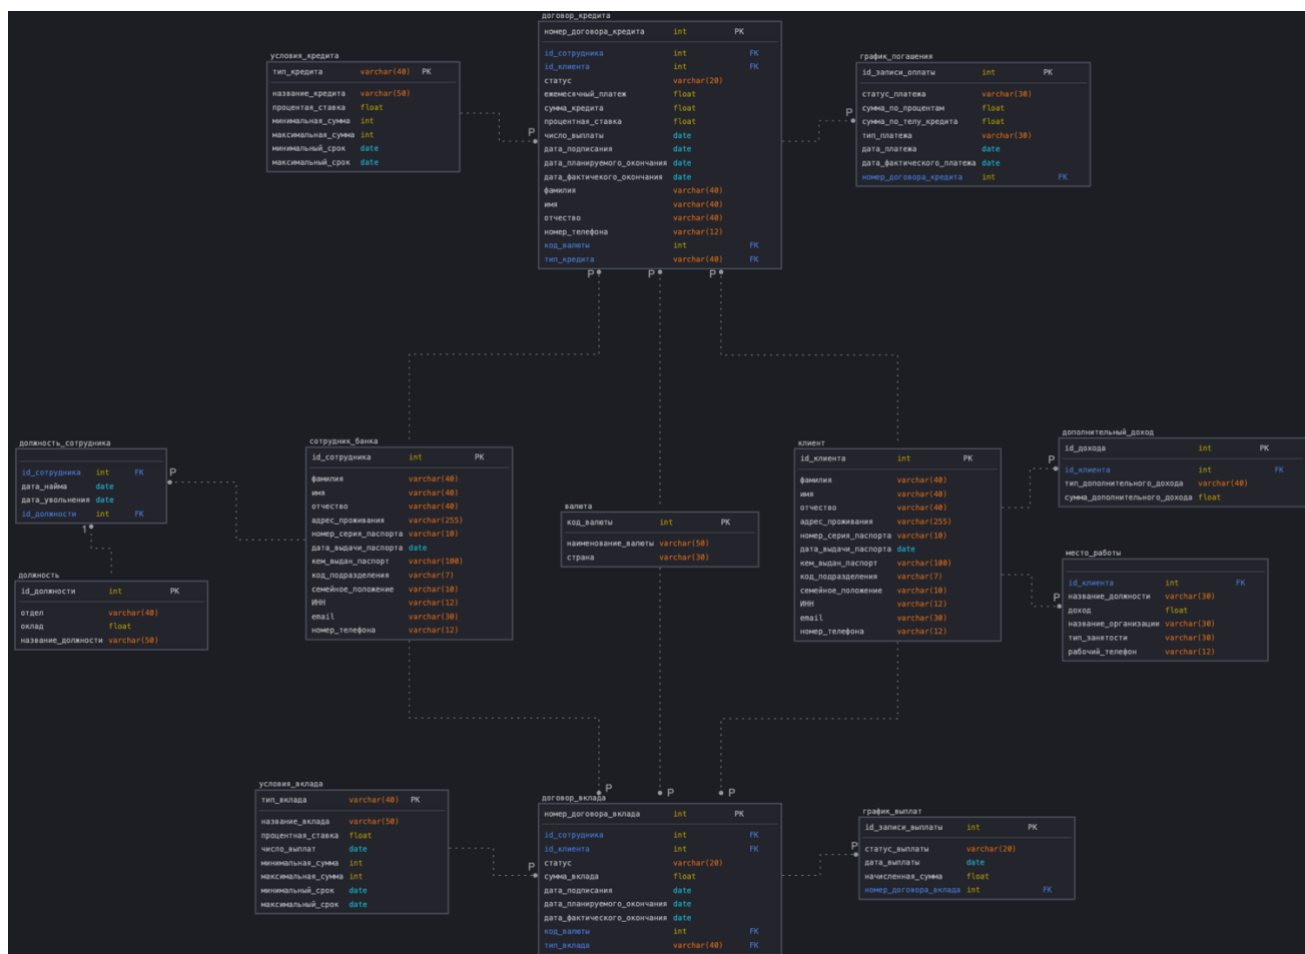 договор_кредита
номер_договора_кредита int PK
id_сотрудника int FK
id_клиента int FK
статус varchar(20)
ежемесячный_платеж float
сумма_кредита float
процентная_ставка float
число_выплаты date
дата_подписания date
дата_планируемого_окончания date
дата_фактичекого_окончания date
фамилия varchar(40)
имя varchar(40)
отчество varchar(40)
номер_телефона varchar(12)
код_валюты int FK
тип_кредита varchar(40) FK
условия_кредита
тип_кредита varchar(40) PK
название_кредита varchar(50)
процентная_ставка float
минимальная_сумма int
максимальная_сумма int
минимальный_срок date
максимальный_срок date
P
график_погашения
id_записи_оплаты int PK
статус_платежа varchar(30)
сумма_по_процентам float
сумма_по_телу_кредита float
тип_платежа varchar(30)
дата_платежа date
дата_фактического_платежа date
номер_договора_кредита int FK
P
P
P
P
должность_сотрудника
id_сотрудника int FK
дата_найма date
дата_увольнения date
id_должности int FK
P
1
должность
id_должности int PK
отдел varchar(40)
оклад float
название_должности varchar(50)
сотрудник_банка
id_сотрудника int PK
фамилия varchar(40)
имя varchar(40)
отчество varchar(40)
адрес_проживания varchar(255)
номер_серия_паспорта varchar(10)
дата_выдачи_паспорта date
кем_выдан_паспорт varchar(100)
код_подразделения varchar(7)
семейное_положение varchar(10)
ИНН varchar(12)
email varchar(30)
номер_телефона varchar(12)
валюта
код_валюты int PK
наименование_валюты varchar(50)
страна varchar(30)
клиент
id_клиента int PK
фамилия varchar(40)
имя varchar(40)
отчество varchar(40)
адрес_проживания varchar(255)
номер_серия_паспорта varchar(10)
дата_выдачи_паспорта date
кем_выдан_паспорт varchar(100)
код_подразделения varchar(7)
семейное_положение varchar(10)
ИНН varchar(12)
email varchar(30)
номер_телефона varchar(12)
дополнительный_доход
id_дохода int PK
id_клиента int FK
тип_дополнительного_дохода varchar(40)
сумма_дополнительного_дохода float
P
место_работы
id_клиента int FK
название_должности varchar(30)
доход float
название_организации varchar(30)
тип_занятости varchar(30)
рабочий_телефон varchar(12)
P
условия_вклада
тип_вклада varchar(40) PK
название_вклада varchar(50)
процентная_ставка float
число_выплат date
минимальная_сумма int
максимальная_сумма int
минимальный_срок date
максимальный_срок date
P
P
P
P
договор_вклада
номер_договора_вклада int PK
id_сотрудника int FK
id_клиента int FK
статус varchar(20)
сумма_вклада float
дата_подписания date
дата_планируемого_окончания date
дата_фактического_окончания date
код_валюты int FK
тип_вклада varchar(40) FK
график_выплат
id_записи_выплаты int PK
статус_выплаты varchar(20)
дата_выплаты date
начисленная_сумма float
номер_договора_вклада int FK
P